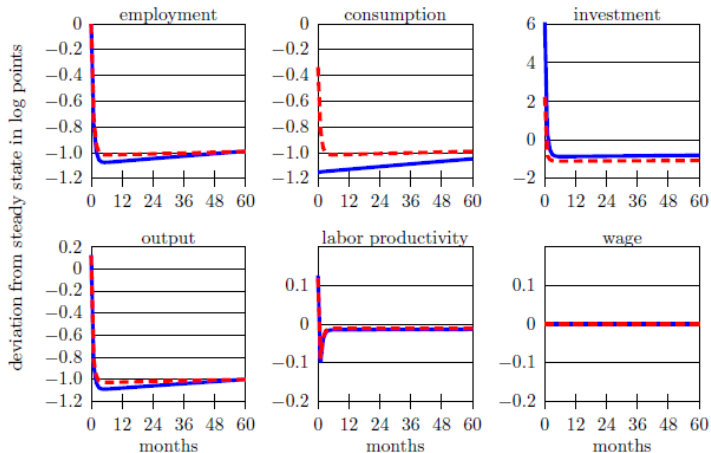 deviation from steady state in log points
employment
0
−0.2
−0.4
−0.6
−0.8
−1.0
−1.2
0 12 24 36 48 60
consumption
0
−0.2
−0.4
−0.6
−0.8
−1.0
−1.2
0 12 24 36 48 60
investment
6
4
2
0
−2
0 12 24 36 48 60
output
0.2
0
−0.2
−0.4
−0.6
−0.8
−1.0
−1.2
0 12 24 36 48 60
months
labor productivity
0.1
0
−0.1
−0.2
0 12 24 36 48 60
months
wage
0.1
0
−0.1
−0.2
0 12 24 36 48 60
months